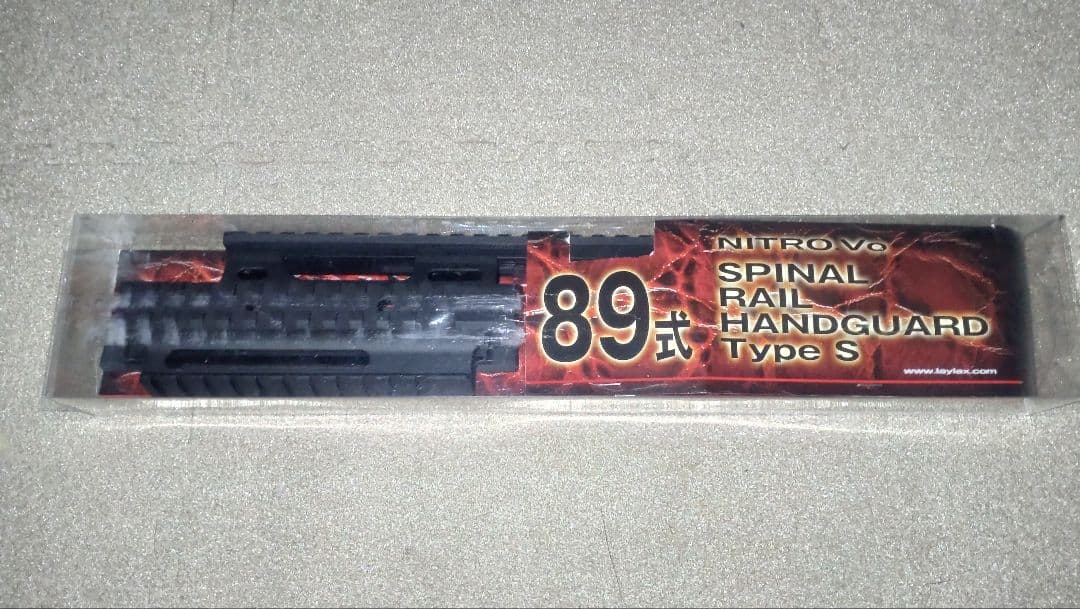 89式
NITRO Vo
SPINAL
RAIL
HANDGUARD
Type S
www.laylax.com